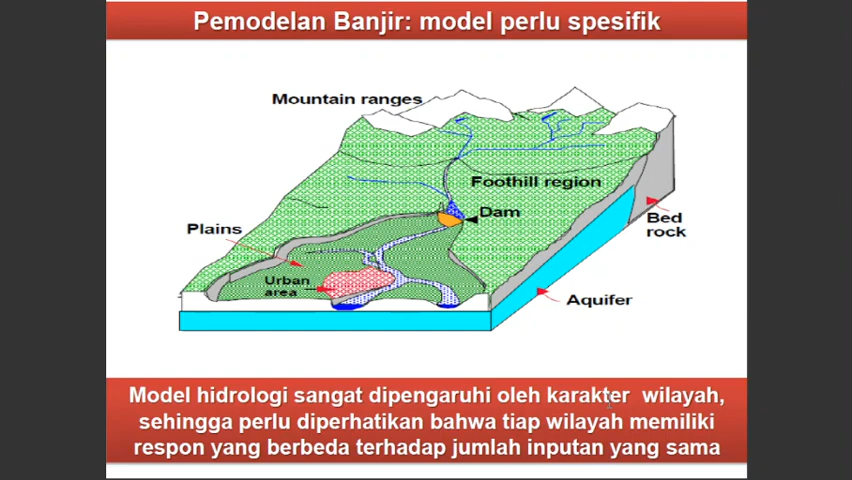 Pemodelan Banjir: model perlu spesifik
Mountain ranges
Foothill region
Dam
Plains
Bed
rock
Urban
area
Aquifer
Model hidrologi sangat dipengaruhi oleh karakter wilayah,
sehingga perlu diperhatikan bahwa tiap wilayah memiliki
respon yang berbeda terhadap jumlah inputan yang sama